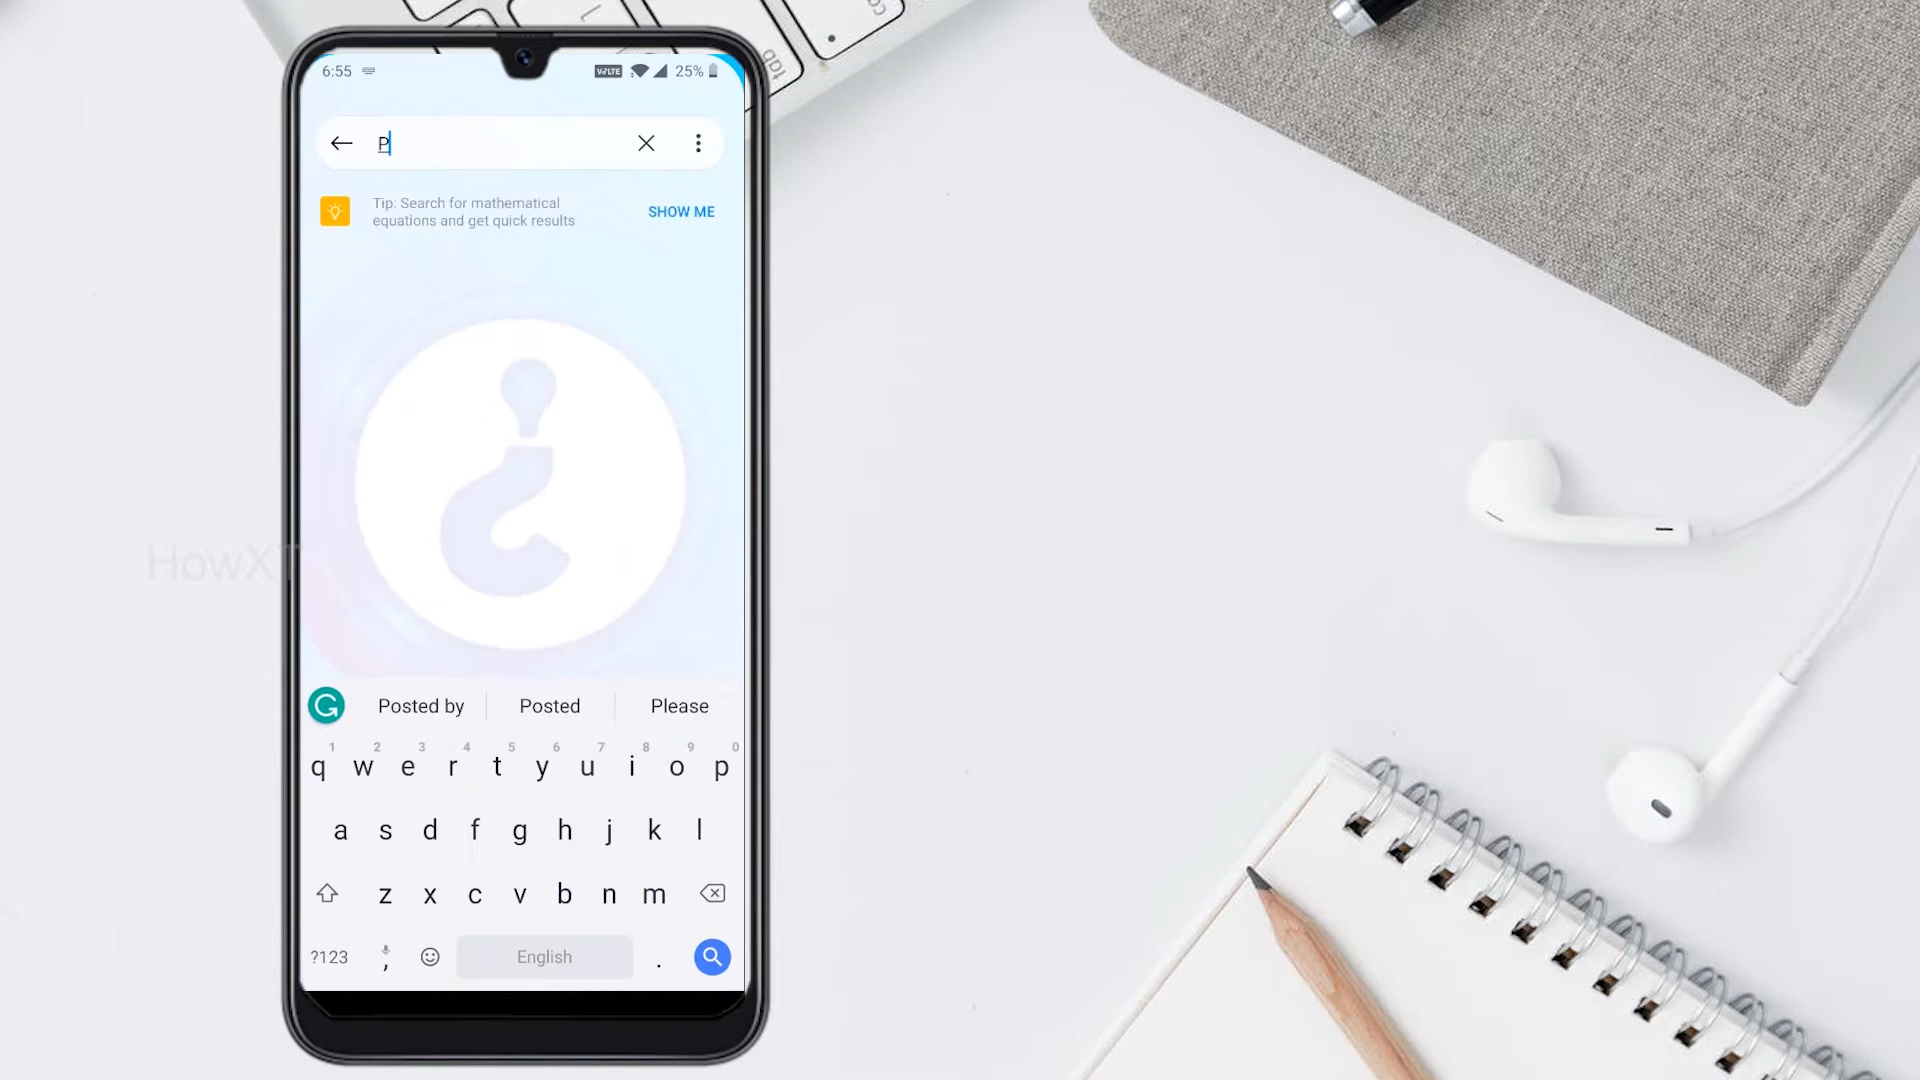 6:55 VoLTE 25%
P
Tip: Search for mathematical
equations and get quick results
SHOW ME
HowXT
Posted by Posted Please
1 2 3 4 5 6 7 8 9 0
q w e r t y u i o p
a s d f g h j k l
z x c v b n m
?123 , English .
tab